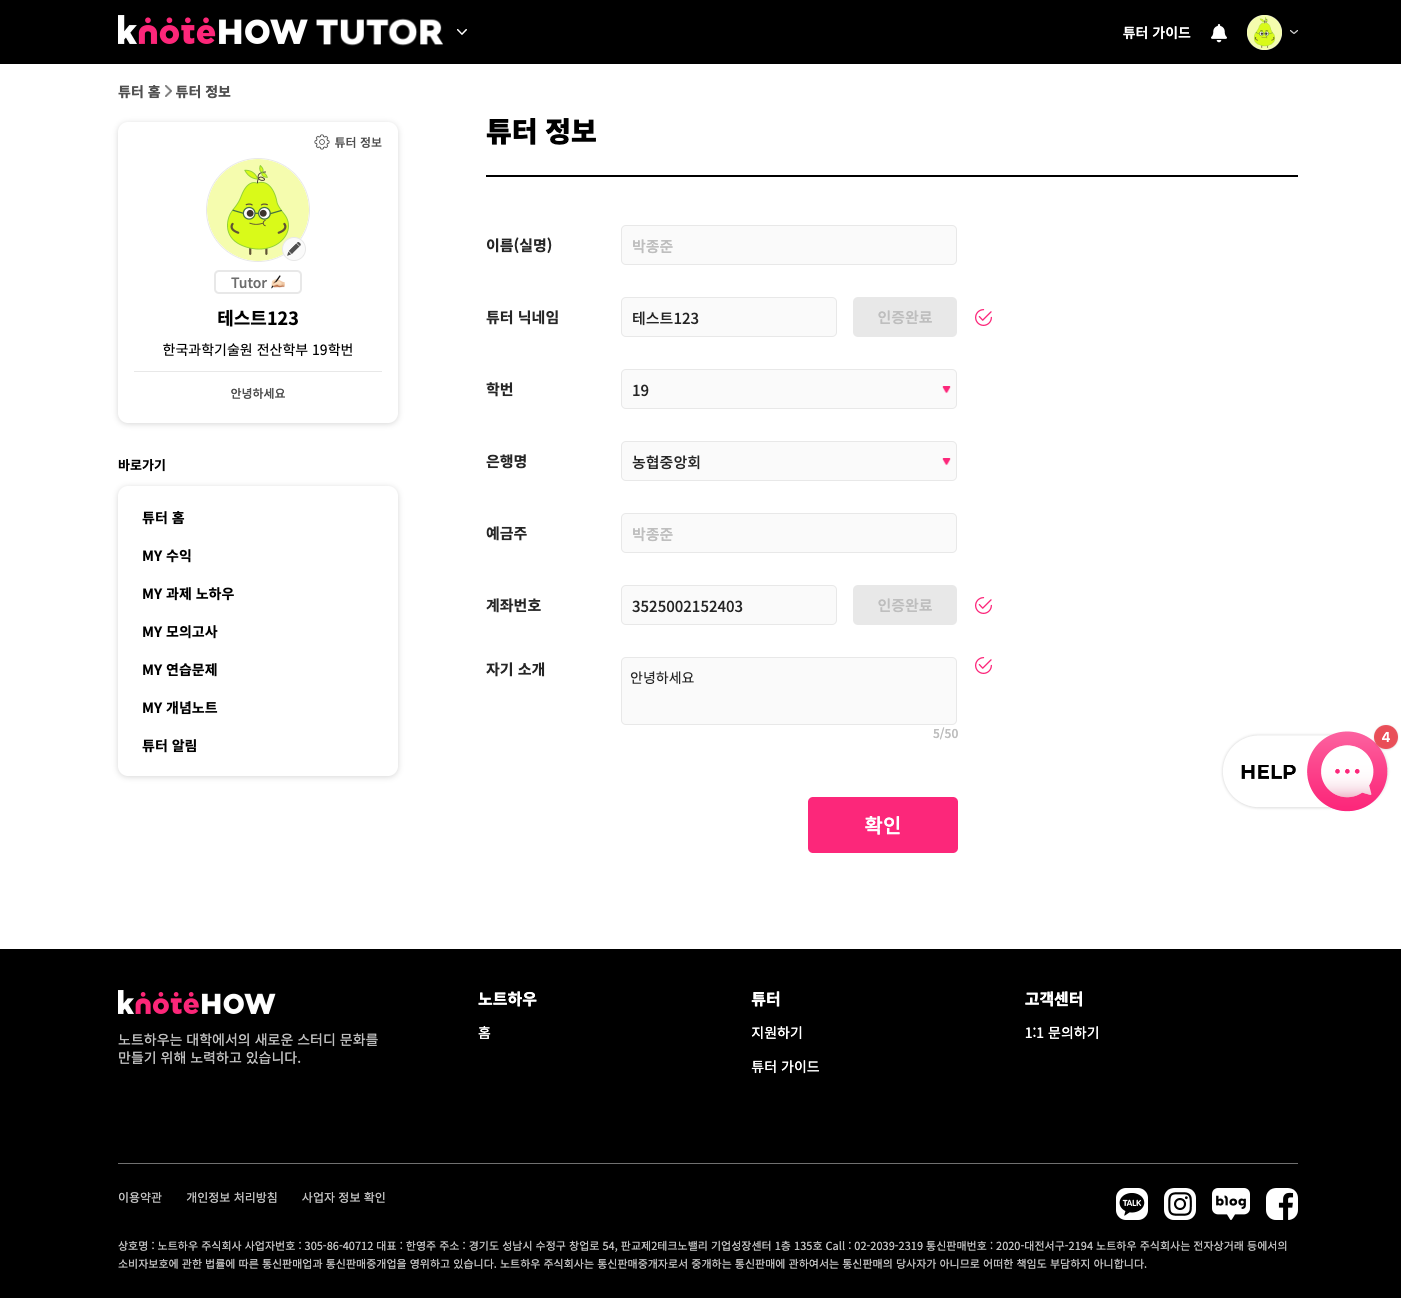 knoteHOW TUTOR
튜터 가이드
튜터 홈 > 튜터 정보
튜터 정보
Tutor
테스트123
한국과학기술원 전산학부 19학번
안녕하세요
바로가기
튜터 홈
MY 수익
MY 과제 노하우
MY 모의고사
MY 연습문제
MY 개념노트
튜터 알림
튜터 정보
이름(실명)
박종준
튜터 닉네임
테스트123
인증완료
학번
19
은행명
농협중앙회
예금주
박종준
계좌번호
3525002152403
인증완료
자기 소개
안녕하세요
5/50
확인
HELP
4
knoteHOW
노트하우는 대학에서의 새로운 스터디 문화를
만들기 위해 노력하고 있습니다.
노트하우
홈
튜터
지원하기
튜터 가이드
고객센터
1:1 문의하기
이용약관 개인정보 처리방침 사업자 정보 확인
TALK
blog
상호명 : 노트하우 주식회사 사업자번호 : 305-86-40712 대표 : 한영주 주소 : 경기도 성남시 수정구 창업로 54, 판교제2테크노밸리 기업성장센터 1층 135호 Call : 02-2039-2319 통신판매번호 : 2020-대전서구-2194 노트하우 주식회사는 전자상거래 등에서의
소비자보호에 관한 법률에 따른 통신판매업과 통신판매중개업을 영위하고 있습니다. 노트하우 주식회사는 통신판매중개자로서 중개하는 통신판매에 관하여서는 통신판매의 당사자가 아니므로 어떠한 책임도 부담하지 아니합니다.